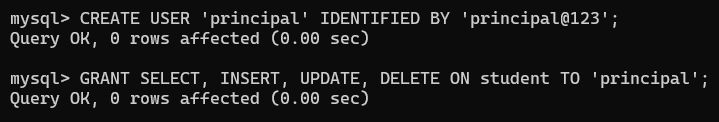 mysql> CREATE USER 'principal' IDENTIFIED BY 'principal@123';
Query OK, 0 rows affected (0.00 sec)
mysql> GRANT SELECT, INSERT, UPDATE, DELETE ON student TO 'principal';
Query OK, 0 rows affected (0.00 sec)